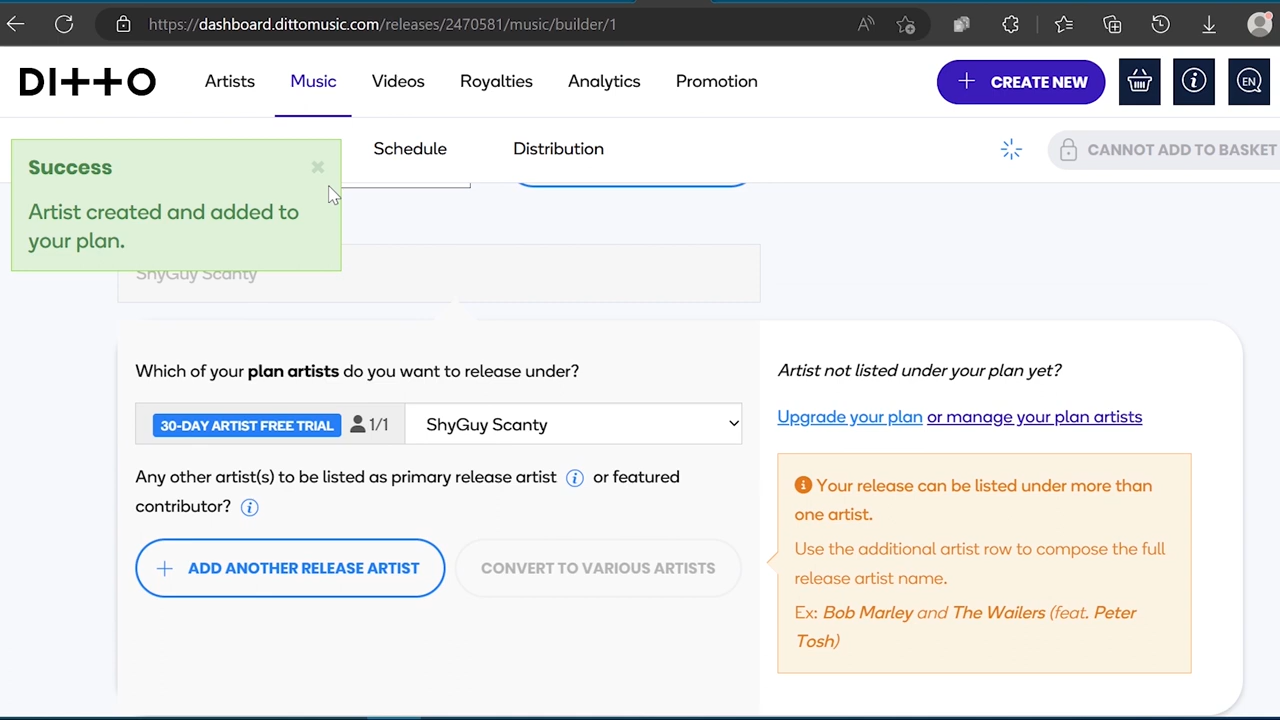 https://dashboard.dittomusic.com/releases/2470581/music/builder/1
DITTO Artists Music Videos Royalties Analytics Promotion + CREATE NEW EN
Schedule Distribution CANNOT ADD TO BASKET
Success ×
Artist created and added to
your plan.
ShyGuy Scanty
Which of your plan artists do you want to release under?
30-DAY ARTIST FREE TRIAL 1/1 ShyGuy Scanty
Any other artist(s) to be listed as primary release artist i or featured
contributor? i
+ ADD ANOTHER RELEASE ARTIST CONVERT TO VARIOUS ARTISTS
Artist not listed under your plan yet?
Upgrade your plan or manage your plan artists
Your release can be listed under more than
one artist.
Use the additional artist row to compose the full
release artist name.
Ex: Bob Marley and The Wailers (feat. Peter
Tosh)